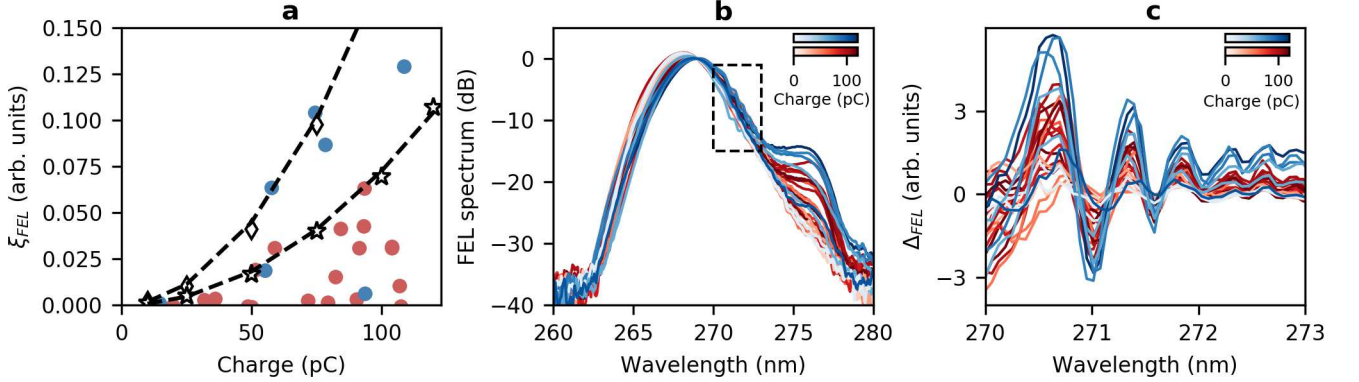 a
0.150
0.125
0.100
0.075
0.050
0.025
0.000
ξFEL (arb. units)
0 50 100
Charge (pC)
b
0
−10
−20
−30
−40
FEL spectrum (dB)
0 100
Charge (pC)
260 265 270 275 280
Wavelength (nm)
c
3
0
−3
ΔFEL (arb. units)
0 100
Charge (pC)
270 271 272 273
Wavelength (nm)